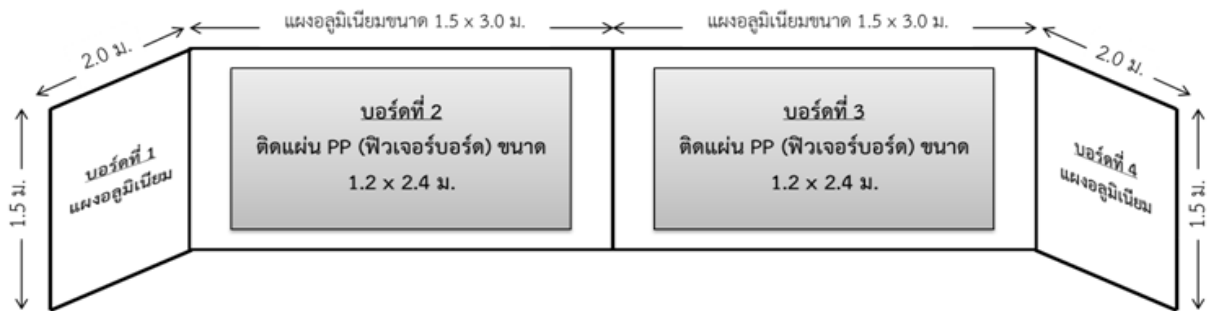 แผงอลูมิเนียมขนาด 1.5 x 3.0 ม.
แผงอลูมิเนียมขนาด 1.5 x 3.0 ม.
2.0 ม.
2.0 ม.
1.5 ม.
บอร์ดที่ 1
แผงอลูมิเนียม
บอร์ดที่ 2
ติดแผ่น PP (ฟิวเจอร์บอร์ด) ขนาด
1.2 x 2.4 ม.
บอร์ดที่ 3
ติดแผ่น PP (ฟิวเจอร์บอร์ด) ขนาด
1.2 x 2.4 ม.
บอร์ดที่ 4
แผงอลูมิเนียม
1.5 ม.